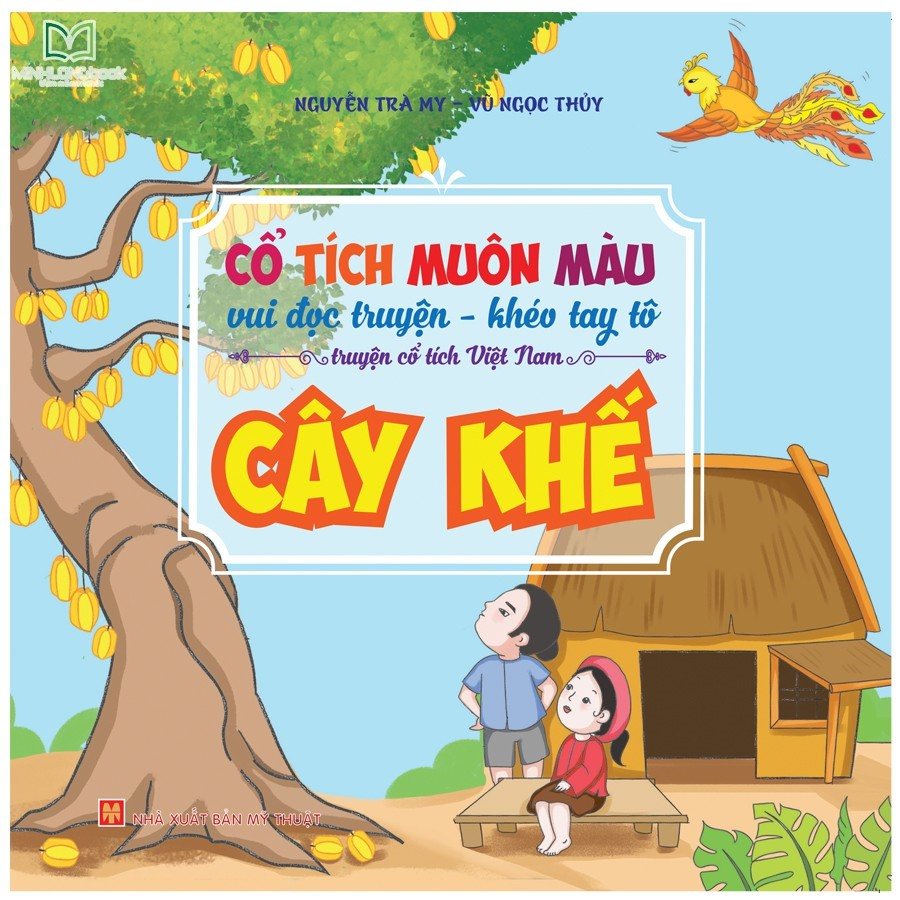 MINHLONGbook
NGUYỄN TRÀ MY - VŨ NGỌC THỦY
CỔ TÍCH MUÔN MÀU
vui đọc truyện - khéo tay tô
truyện cổ tích Việt Nam
CÂY KHẾ
NHÀ XUẤT BẢN MỸ THUẬT